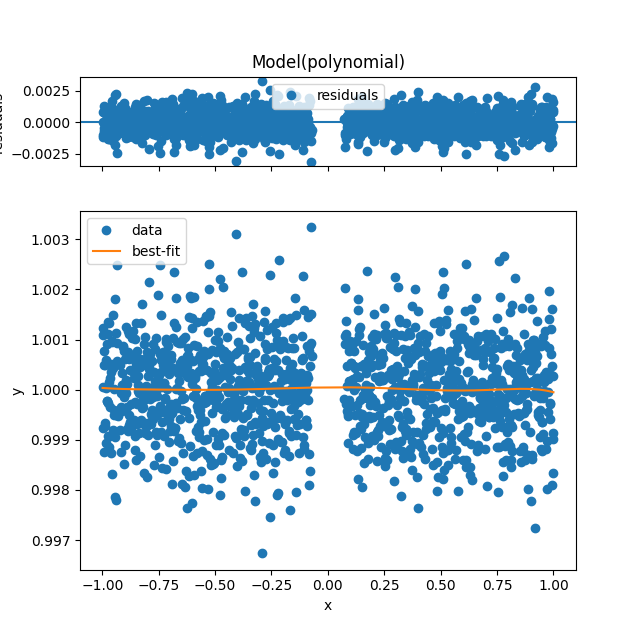 Model(polynomial)
0.0025
0.0000
−0.0025
residuals
residuals
data
best-fit
1.003
1.002
1.001
1.000
0.999
0.998
0.997
y
−1.00 −0.75 −0.50 −0.25 0.00 0.25 0.50 0.75 1.00
x